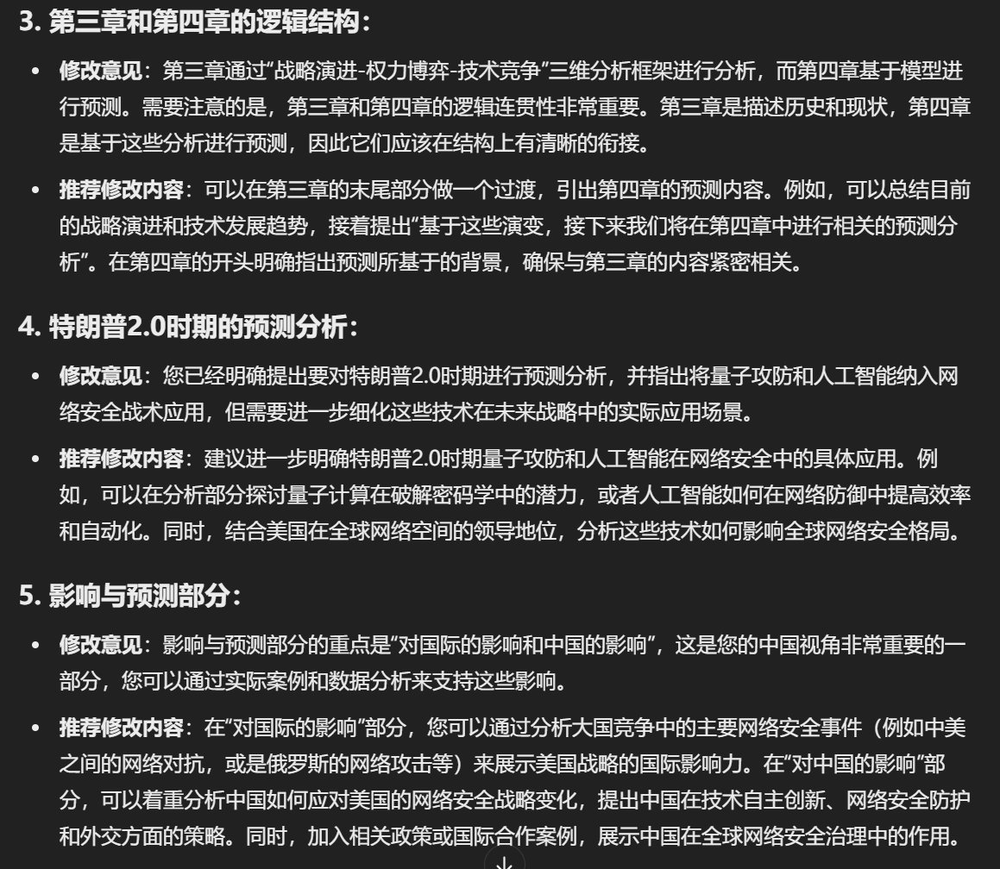 3. 第三章和第四章的逻辑结构：
• 修改意见：第三章通过“战略演进-权力博弈-技术竞争”三维分析框架进行分析，而第四章基于模型进
行预测。需要注意的是，第三章和第四章的逻辑连贯性非常重要。第三章是描述历史和现状，第四章
是基于这些分析进行预测，因此它们应该在结构上有清晰的衔接。
• 推荐修改内容：可以在第三章的末尾部分做一个过渡，引出第四章的预测内容。例如，可以总结目前
的战略演进和技术发展趋势，接着提出“基于这些演变，接下来我们将在第四章中进行相关的预测分
析”。在第四章的开头明确指出预测所基于的背景，确保与第三章的内容紧密相关。
4. 特朗普2.0时期的预测分析：
• 修改意见：您已经明确提出要对特朗普2.0时期进行预测分析，并指出将量子攻防和人工智能纳入网
络安全战术应用，但需要进一步细化这些技术在未来战略中的实际应用场景。
• 推荐修改内容：建议进一步明确特朗普2.0时期量子攻防和人工智能在网络安全中的具体应用。例
如，可以在分析部分探讨量子计算在破解密码学中的潜力，或者人工智能如何在网络防御中提高效率
和自动化。同时，结合美国在全球网络空间的领导地位，分析这些技术如何影响全球网络安全格局。
5. 影响与预测部分：
• 修改意见：影响与预测部分的重点是“对国际的影响和中国的影响”，这是您的中国视角非常重要的一
部分，您可以通过实际案例和数据分析来支持这些影响。
• 推荐修改内容：在“对国际的影响”部分，您可以通过分析大国竞争中的主要网络安全事件（例如中美
之间的网络对抗，或是俄罗斯的网络攻击等）来展示美国战略的国际影响力。在“对中国的影响”部
分，可以着重分析中国如何应对美国的网络安全战略变化，提出中国在技术自主创新、网络安全防护
和外交方面的策略。同时，加入相关政策或国际合作案例，展示中国在全球网络安全治理中的作用。